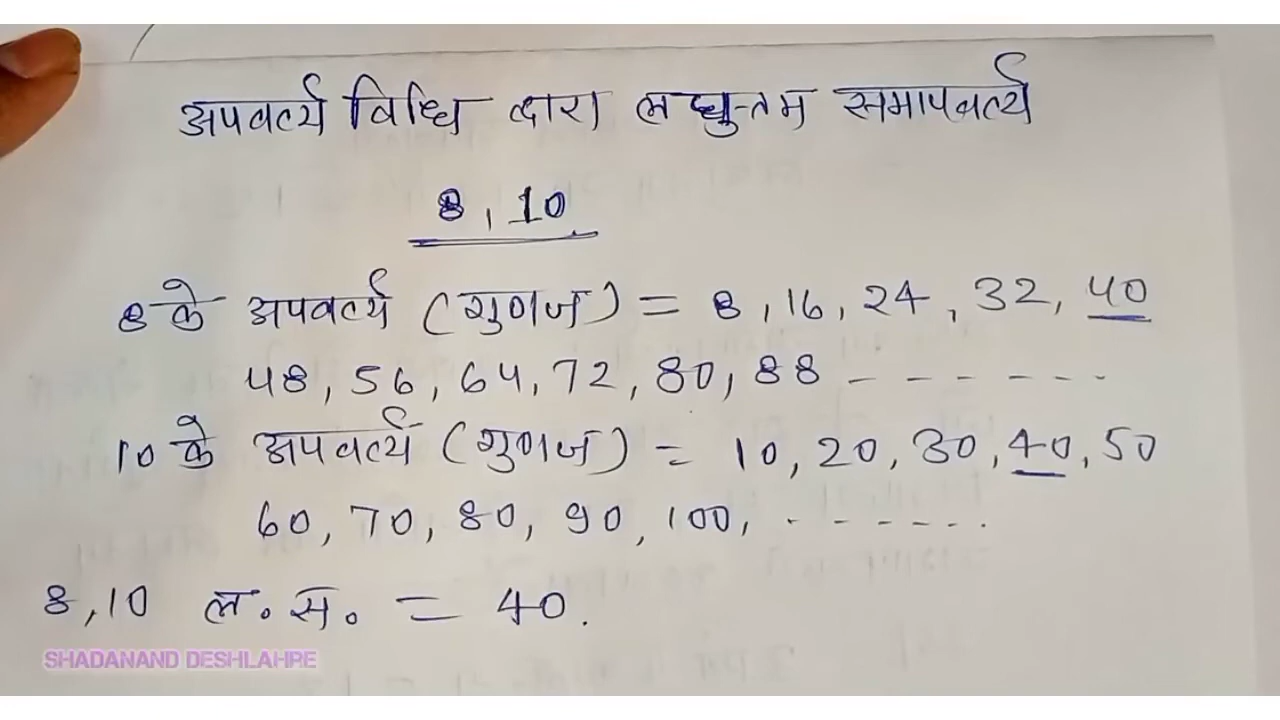 अपवर्त्य विधि द्वारा लघुत्तम समापवर्त्य
8, 10
8 के अपवर्त्य (गुणज) = 8, 16, 24, 32, 40
48, 56, 64, 72, 80, 88 - - - - - -
10 के अपवर्त्य (गुणज) = 10, 20, 30, 40, 50
60, 70, 80, 90, 100, - - - - - -
8, 10 ल. स. = 40.
SHADANAND DESHLAHRE